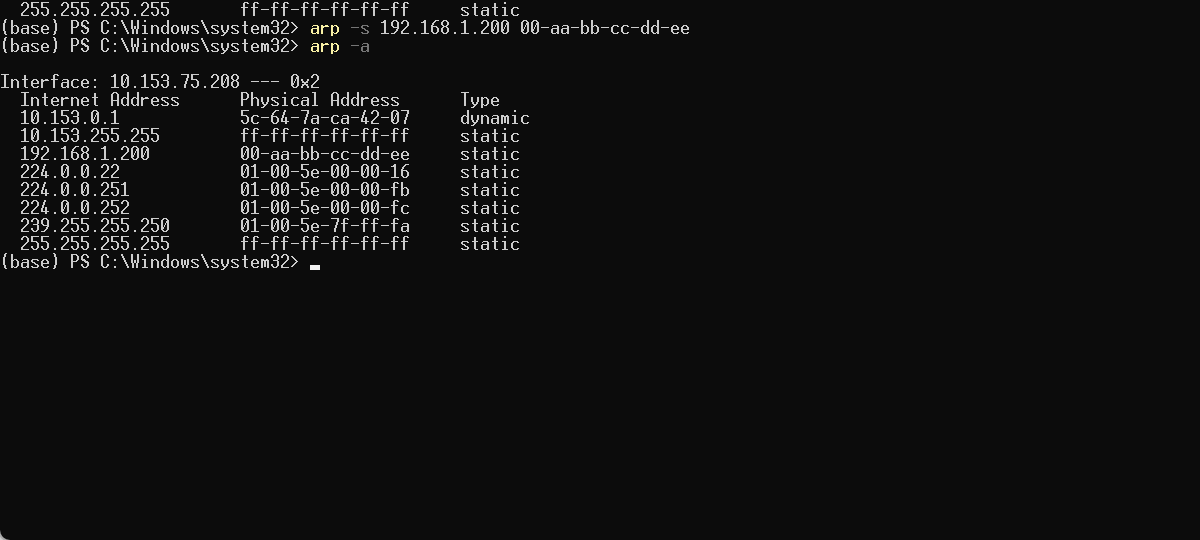 255.255.255.255       ff-ff-ff-ff-ff-ff     static
(base) PS C:\Windows\system32> arp -s 192.168.1.200 00-aa-bb-cc-dd-ee
(base) PS C:\Windows\system32> arp -a
Interface: 10.153.75.208 --- 0x2
  Internet Address      Physical Address      Type
  10.153.0.1            5c-64-7a-ca-42-07     dynamic
  10.153.255.255        ff-ff-ff-ff-ff-ff     static
  192.168.1.200         00-aa-bb-cc-dd-ee     static
  224.0.0.22            01-00-5e-00-00-16     static
  224.0.0.251           01-00-5e-00-00-fb     static
  224.0.0.252           01-00-5e-00-00-fc     static
  239.255.255.250       01-00-5e-7f-ff-fa     static
  255.255.255.255       ff-ff-ff-ff-ff-ff     static
(base) PS C:\Windows\system32>